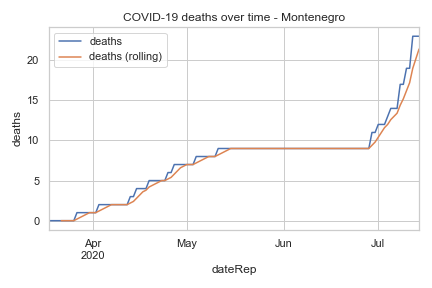 COVID-19 deaths over time - Montenegro
deaths
deaths (rolling)
deaths
20
15
10
5
0
Apr
2020
May
Jun
Jul
dateRep